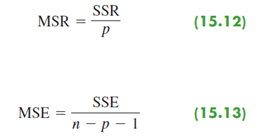 MSR = SSR / p (15.12)
MSE = SSE / n − p − 1 (15.13)